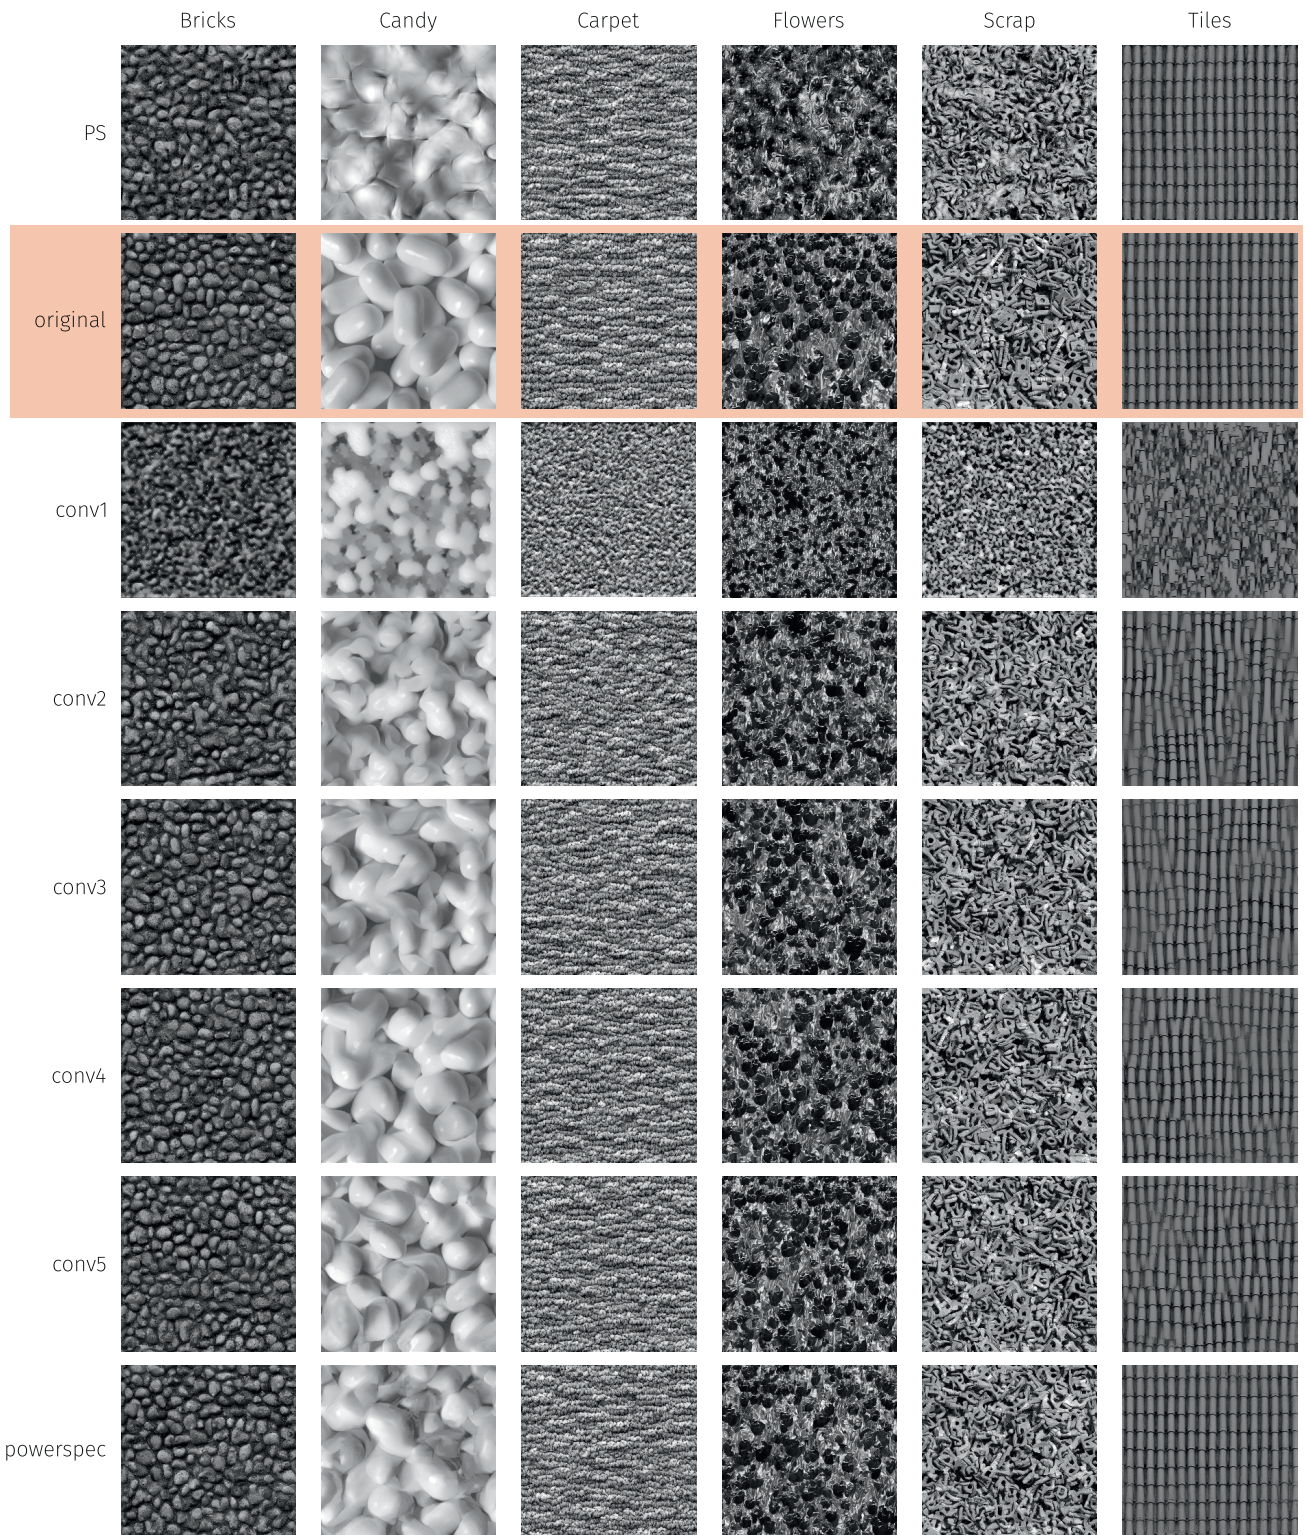 Bricks Candy Carpet Flowers Scrap Tiles
PS
original
conv1
conv2
conv3
conv4
conv5
powerspec